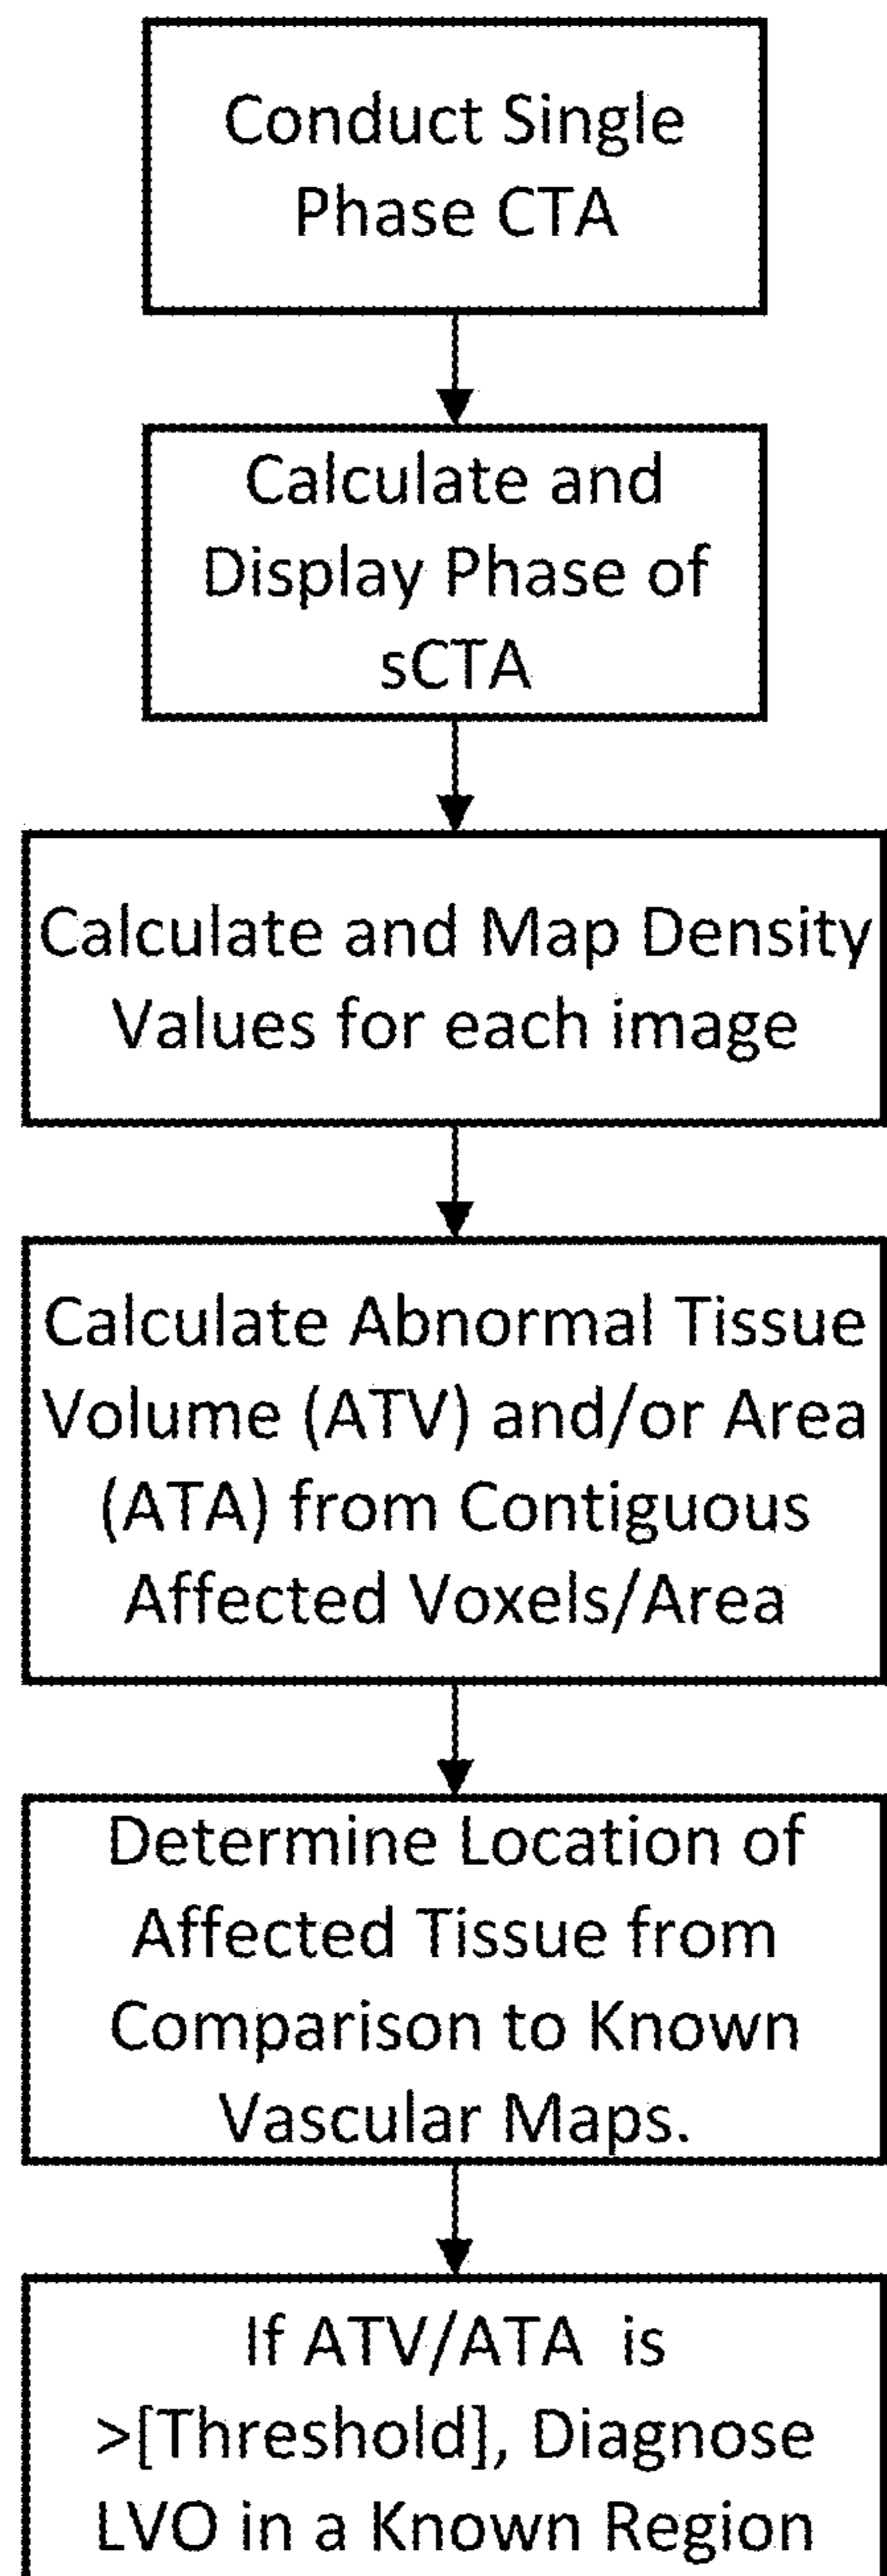 Conduct Single
Phase CTA
Calculate and
Display Phase of
sCTA
Calculate and Map Density
Values for each image
Calculate Abnormal Tissue
Volume (ATV) and/or Area
(ATA) from Contiguous
Affected Voxels/Area
Determine Location of
Affected Tissue from
Comparison to Known
Vascular Maps.
If ATV/ATA is
>[Threshold], Diagnose
LVO in a Known Region